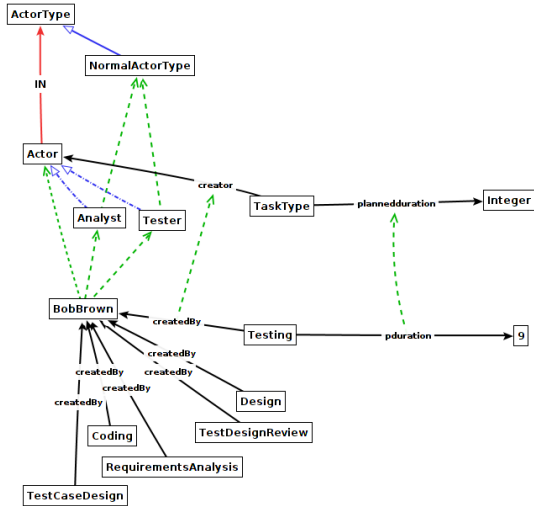 ActorType
NormalActorType
IN
Actor
creator
TaskType
plannedduration
Integer
Analyst
Tester
BobBrown
createdBy
Testing
pduration
9
createdBy
createdBy
createdBy
createdBy
createdBy
Design
Coding
TestDesignReview
RequirementsAnalysis
TestCaseDesign